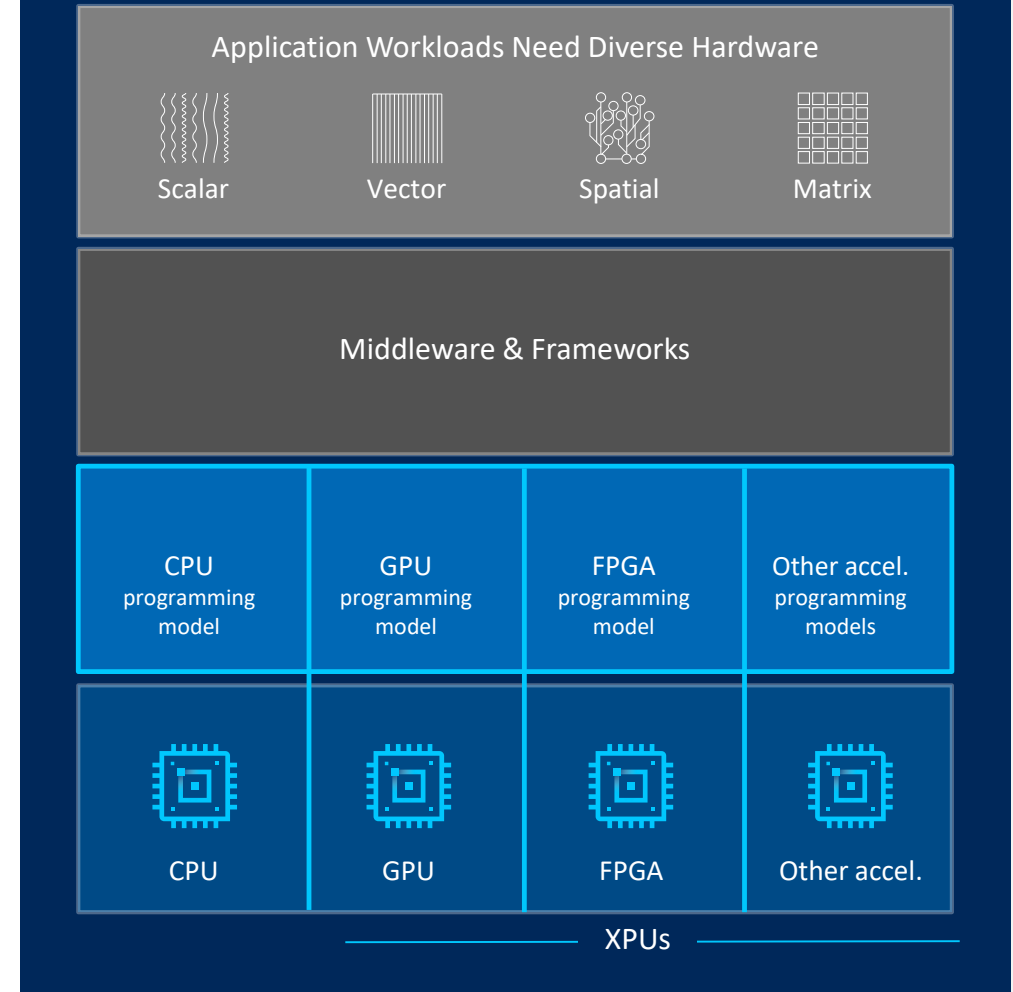 Application Workloads Need Diverse Hardware
Scalar
Vector
Spatial
Matrix
Middleware & Frameworks
CPU
programming
model
GPU
programming
model
FPGA
programming
model
Other accel.
programming
models
CPU
GPU
FPGA
Other accel.
XPUs